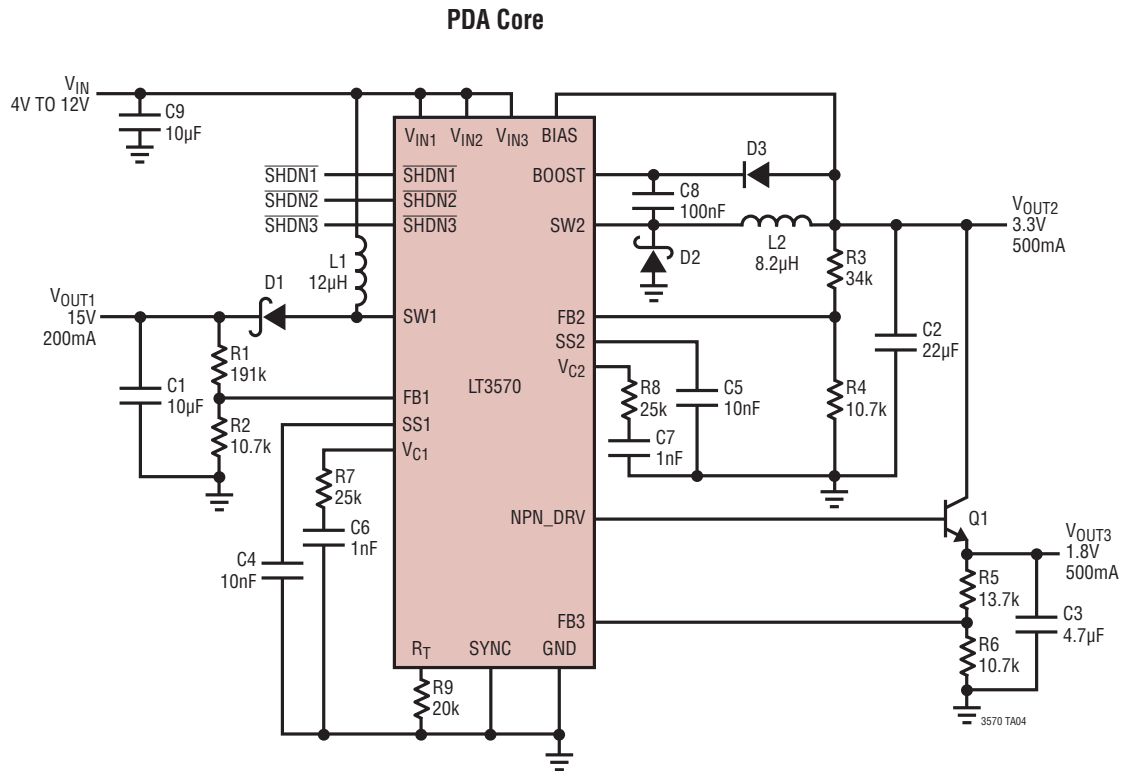 PDA Core
VIN
4V TO 12V
C9
10µF
VIN1
VIN2
VIN3
BIAS
SHDN1
SHDN2
SHDN3
SHDN1
SHDN2
SHDN3
BOOST
SW2
D3
C8
100nF
D2
L2
8.2µH
VOUT2
3.3V
500mA
L1
12µH
D1
VOUT1
15V
200mA
SW1
R1
191k
C1
10µF
FB1
R2
10.7k
SS1
VC1
LT3570
FB2
SS2
VC2
R3
34k
C2
22µF
R8
25k
C5
10nF
R4
10.7k
C7
1nF
R7
25k
C6
1nF
C4
10nF
NPN_DRV
Q1
VOUT3
1.8V
500mA
R5
13.7k
C3
4.7µF
FB3
R6
10.7k
RT
SYNC
GND
R9
20k
3570 TA04